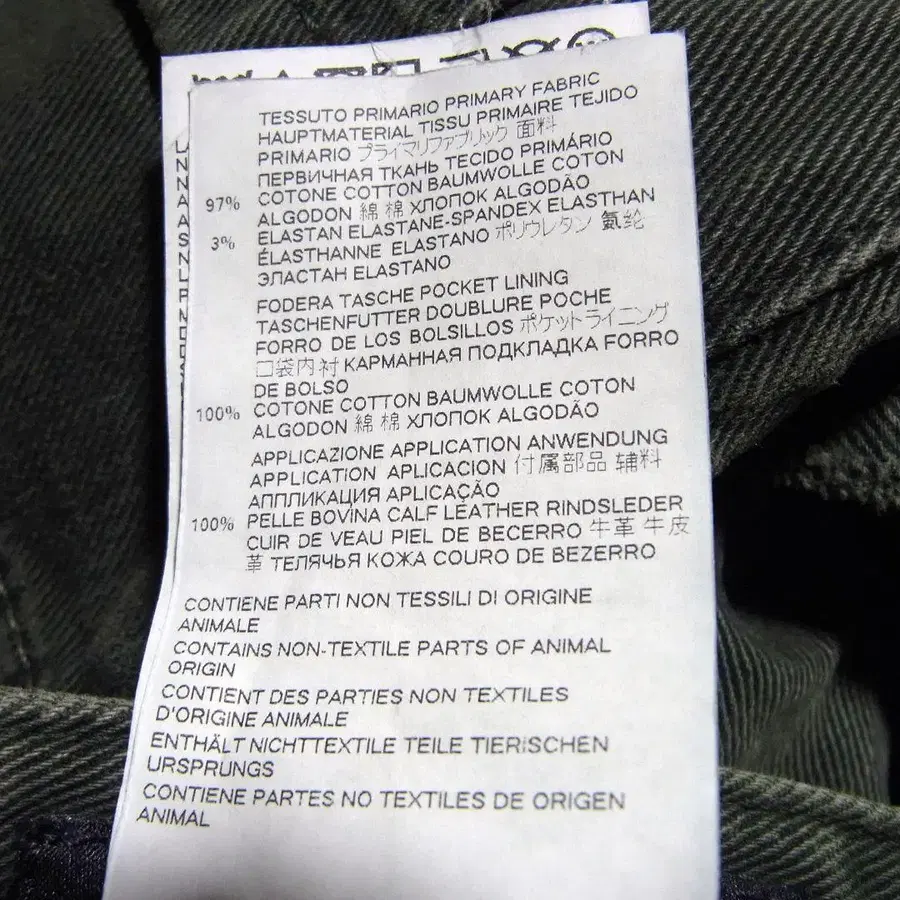 TESSUTO PRIMARIO PRIMARY FABRIC
HAUPTMATERIAL TISSU PRIMAIRE TEJIDO
PRIMARIO プライマリファブリック 面料
ПЕРВИЧНАЯ ТКАНЬ TECIDO PRIMÁRIO
97% COTONE COTTON BAUMWOLLE COTON
ALGODON 綿 棉 ХЛОПОК ALGODÃO
3% ELASTAN ELASTANE-SPANDEX ELASTHAN
ÉLASTHANNE ELASTANO ポリウレタン 氨纶
ЭЛАСТАН ELASTANO
FODERA TASCHE POCKET LINING
TASCHENFUTTER DOUBLURE POCHE
FORRO DE LOS BOLSILLOS ポケットライニング
口袋内衬 КАРМАННАЯ ПОДКЛАДКА FORRO
DE BOLSO
100% COTONE COTTON BAUMWOLLE COTON
ALGODON 綿 棉 ХЛОПОК ALGODÃO
APPLICAZIONE APPLICATION ANWENDUNG
APPLICATION APLICACION 付属部品 辅料
АППЛИКАЦИЯ APLICAÇÃO
100% PELLE BOVINA CALF LEATHER RINDSLEDER
CUIR DE VEAU PIEL DE BECERRO 牛革 牛皮
革 ТЕЛЯЧЬЯ КОЖА COURO DE BEZERRO
CONTIENE PARTI NON TESSILI DI ORIGINE
ANIMALE
CONTAINS NON-TEXTILE PARTS OF ANIMAL
ORIGIN
CONTIENT DES PARTIES NON TEXTILES
D'ORIGINE ANIMALE
ENTHÄLT NICHTTEXTILE TEILE TIERISCHEN
URSPRUNGS
CONTIENE PARTES NO TEXTILES DE ORIGEN
ANIMAL